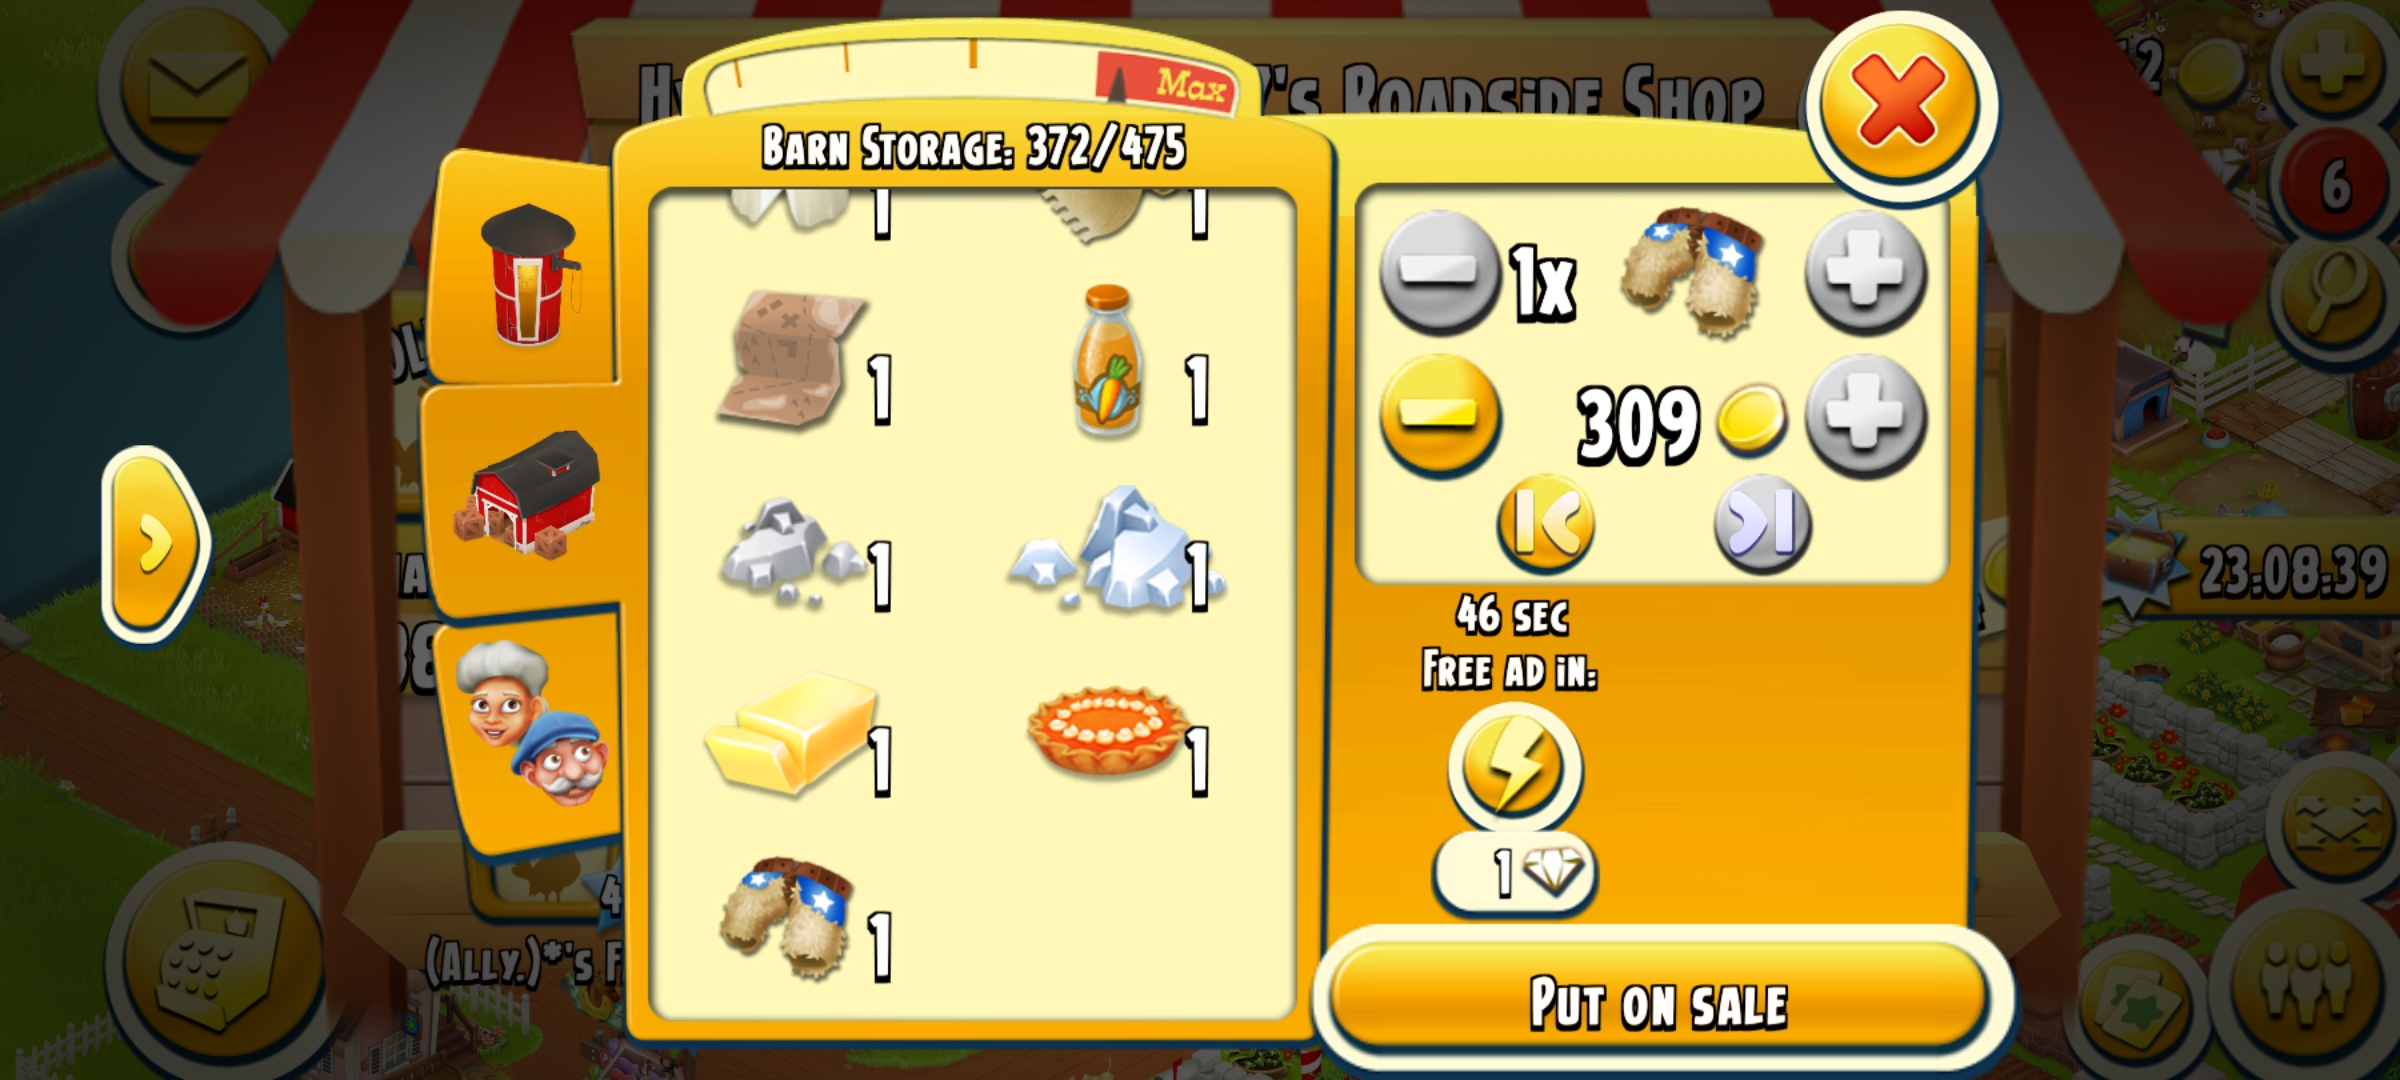 's Roadside Shop
Max
Barn Storage: 372/475
1
1
1
1
1
1
1
1
1
1x
309
46 sec
Free ad in:
1
Put on sale
6
23:08:39
(Ally.)*'s